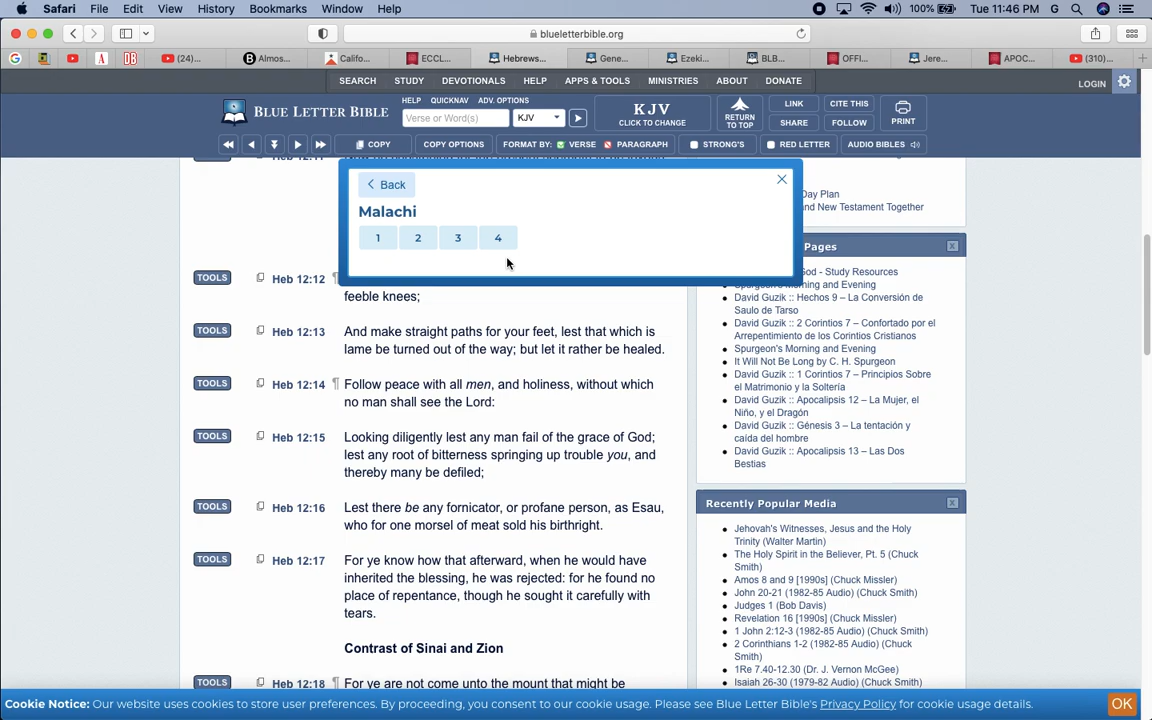 Safari File Edit View History Bookmarks Window Help 100% Tue 11:46 PM G
blueletterbible.org
(24)... Almos... Califo... ECCL... Hebrews... Gene... Ezeki... BLB... OFFI... Jere... APOC... (310)...
SEARCH STUDY DEVOTIONALS HELP APPS & TOOLS MINISTRIES ABOUT DONATE LOGIN
BLUE LETTER BIBLE
HELP QUICKNAV ADV. OPTIONS
Verse or Word(s) KJV
KJV
CLICK TO CHANGE
RETURN
TO TOP
LINK CITE THIS
SHARE FOLLOW
PRINT
COPY COPY OPTIONS FORMAT BY: VERSE PARAGRAPH STRONG'S RED LETTER AUDIO BIBLES
Back
Malachi
1 2 3 4
TOOLS Heb 12:12 ¶
feeble knees;
TOOLS Heb 12:13 And make straight paths for your feet, lest that which is
lame be turned out of the way; but let it rather be healed.
TOOLS Heb 12:14 ¶ Follow peace with all men, and holiness, without which
no man shall see the Lord:
TOOLS Heb 12:15 Looking diligently lest any man fail of the grace of God;
lest any root of bitterness springing up trouble you, and
thereby many be defiled;
TOOLS Heb 12:16 Lest there be any fornicator, or profane person, as Esau,
who for one morsel of meat sold his birthright.
TOOLS Heb 12:17 For ye know how that afterward, when he would have
inherited the blessing, he was rejected: for he found no
place of repentance, though he sought it carefully with
tears.
Contrast of Sinai and Zion
TOOLS Heb 12:18 ¶ For ye are not come unto the mount that might be
Day Plan
and New Testament Together
Pages
God - Study Resources
Spurgeon's Morning and Evening
David Guzik :: Hechos 9 – La Conversión de
Saulo de Tarso
David Guzik :: 2 Corintios 7 – Confortado por el
Arrepentimiento de los Corintios Cristianos
Spurgeon's Morning and Evening
It Will Not Be Long by C. H. Spurgeon
David Guzik :: 1 Corintios 7 – Principios Sobre
el Matrimonio y la Soltería
David Guzik :: Apocalipsis 12 – La Mujer, el
Niño, y el Dragón
David Guzik :: Génesis 3 – La tentación y
caída del hombre
David Guzik :: Apocalipsis 13 – Las Dos
Bestias
Recently Popular Media
Jehovah's Witnesses, Jesus and the Holy
Trinity (Walter Martin)
The Holy Spirit in the Believer, Pt. 5 (Chuck
Smith)
Amos 8 and 9 [1990s] (Chuck Missler)
John 20-21 (1982-85 Audio) (Chuck Smith)
Judges 1 (Bob Davis)
Revelation 16 [1990s] (Chuck Missler)
1 John 2:12-3 (1982-85 Audio) (Chuck Smith)
2 Corinthians 1-2 (1982-85 Audio) (Chuck
Smith)
1Re 7.40-12.30 (Dr. J. Vernon McGee)
Isaiah 26-30 (1979-82 Audio) (Chuck Smith)
Cookie Notice: Our website uses cookies to store user preferences. By proceeding, you consent to our cookie usage. Please see Blue Letter Bible's Privacy Policy for cookie usage details. OK